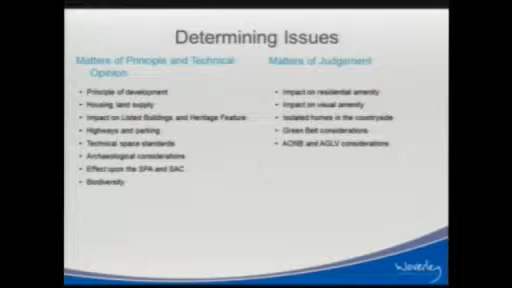 Determining Issues
Matters of Principle and Technical
Opinion
• Principle of development
• Housing land supply
• Impact on Listed Buildings and Heritage Feature
• Highways and parking
• Technical space standards
• Archaeological considerations
• Effect upon the SPA and SAC
• Biodiversity
Matters of Judgement
• Impact on residential amenity
• Impact on visual amenity
• Isolated homes in the countryside
• Green Belt considerations
• AONB and AGLV considerations
Waverley